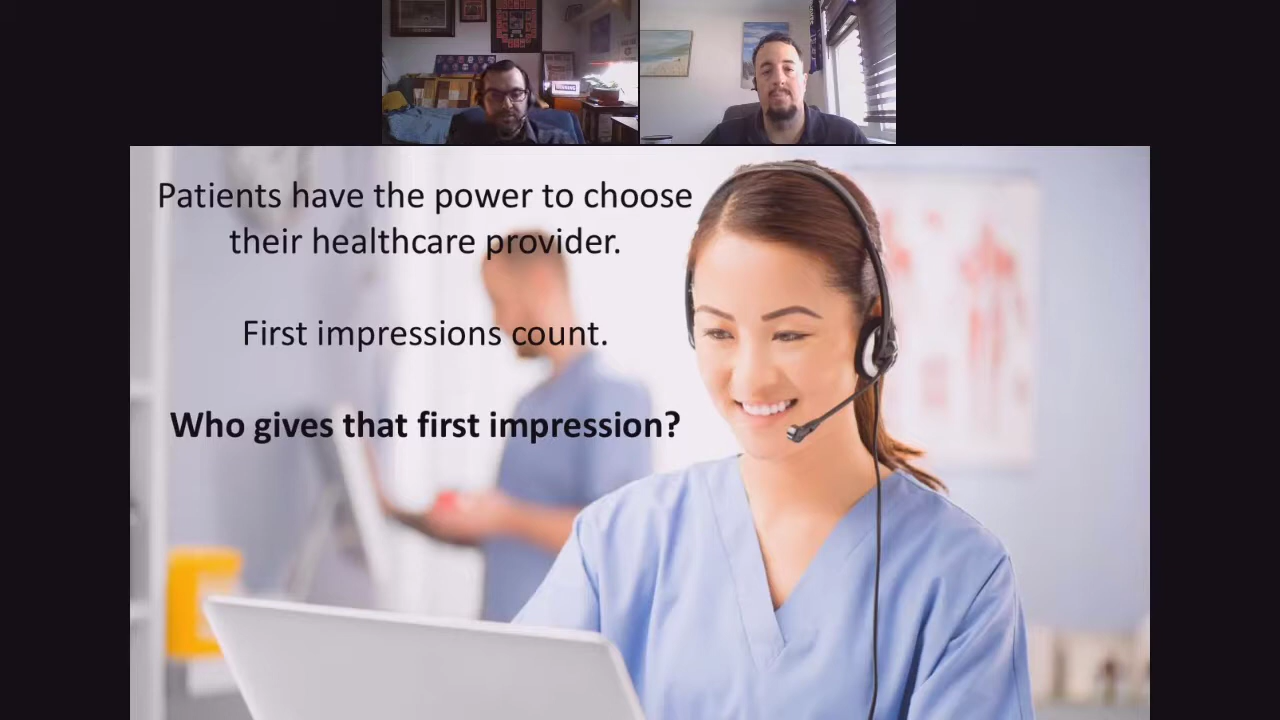 Patients have the power to choose
their healthcare provider.
First impressions count.
Who gives that first impression?